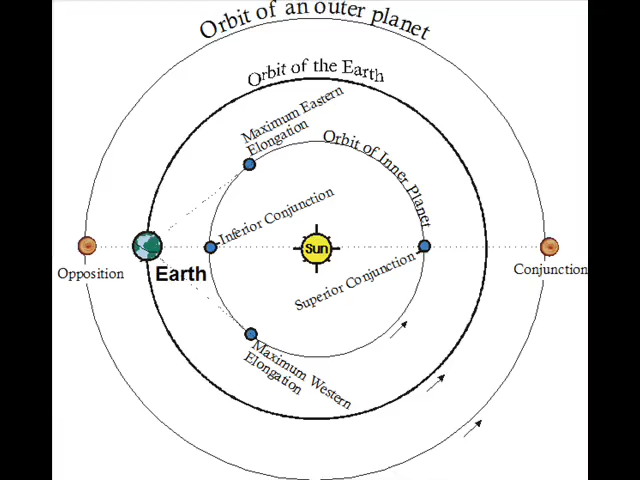 Orbit of an outer planet
Orbit of the Earth
Maximum Eastern
Elongation
Orbit of Inner Planet
Inferior Conjunction
Sun
Opposition
Earth
Superior Conjunction
Conjunction
Maximum Western
Elongation